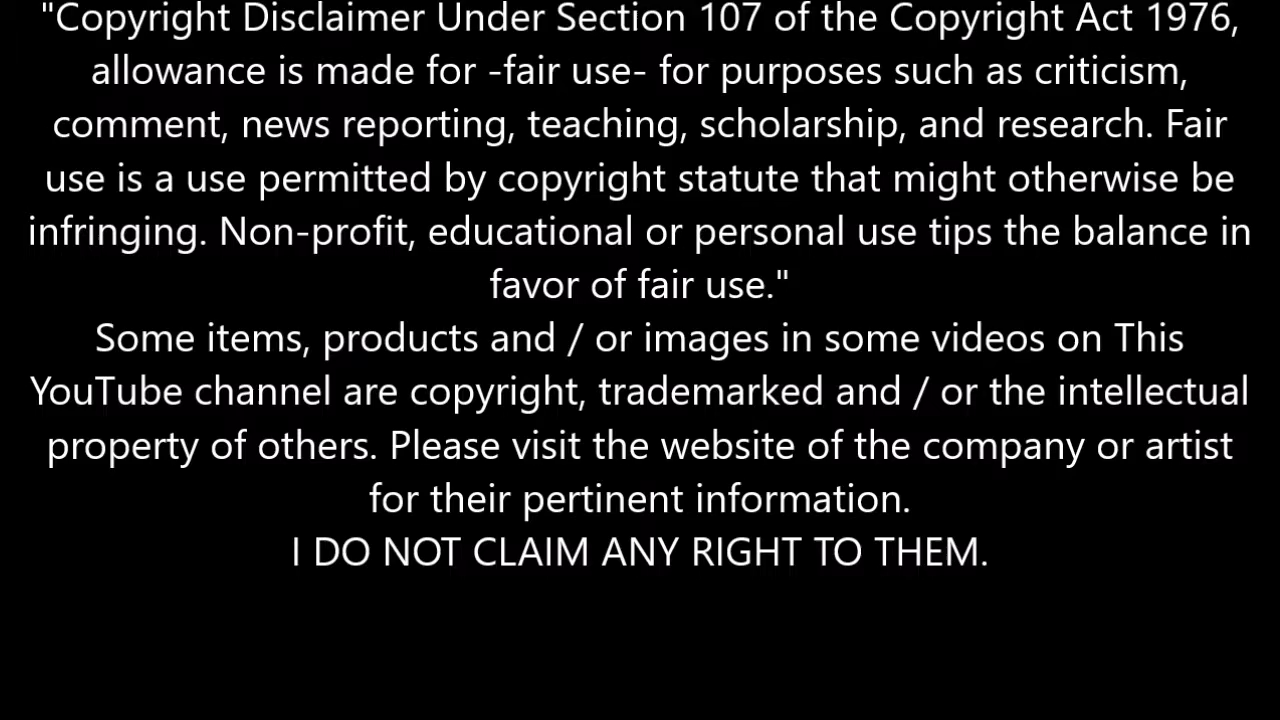 "Copyright Disclaimer Under Section 107 of the Copyright Act 1976,
allowance is made for -fair use- for purposes such as criticism,
comment, news reporting, teaching, scholarship, and research. Fair
use is a use permitted by copyright statute that might otherwise be
infringing. Non-profit, educational or personal use tips the balance in
favor of fair use."
Some items, products and / or images in some videos on This
YouTube channel are copyright, trademarked and / or the intellectual
property of others. Please visit the website of the company or artist
for their pertinent information.
I DO NOT CLAIM ANY RIGHT TO THEM.